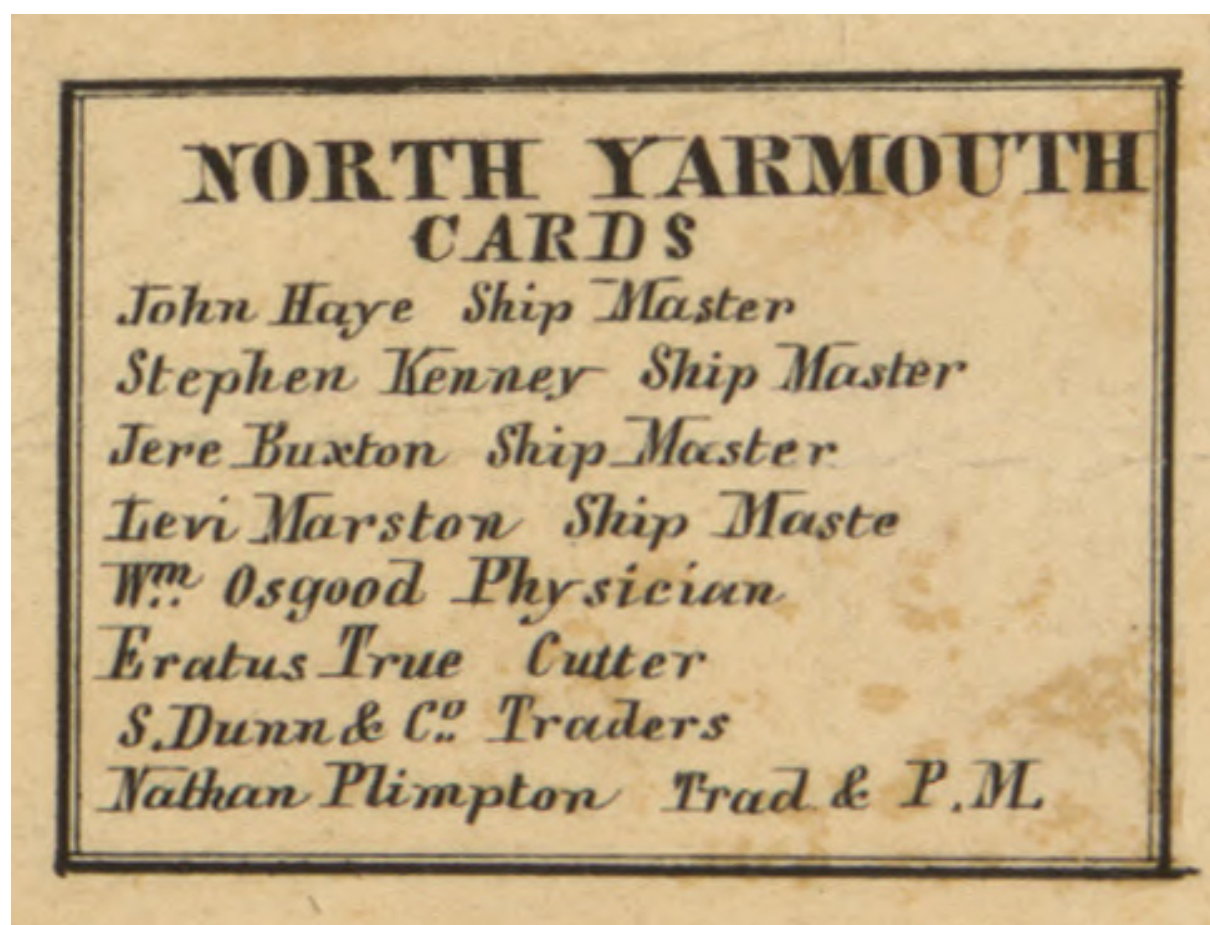 NORTH YARMOUTH
CARDS
John Haye Ship Master
Stephen Kenney Ship Master
Jere Buxton Ship Master
Levi Marston Ship Maste
Wm. Osgood Physician
Eratus True Cutter
S. Dunn & Co. Traders
Nathan Plimpton Trad & P.M.